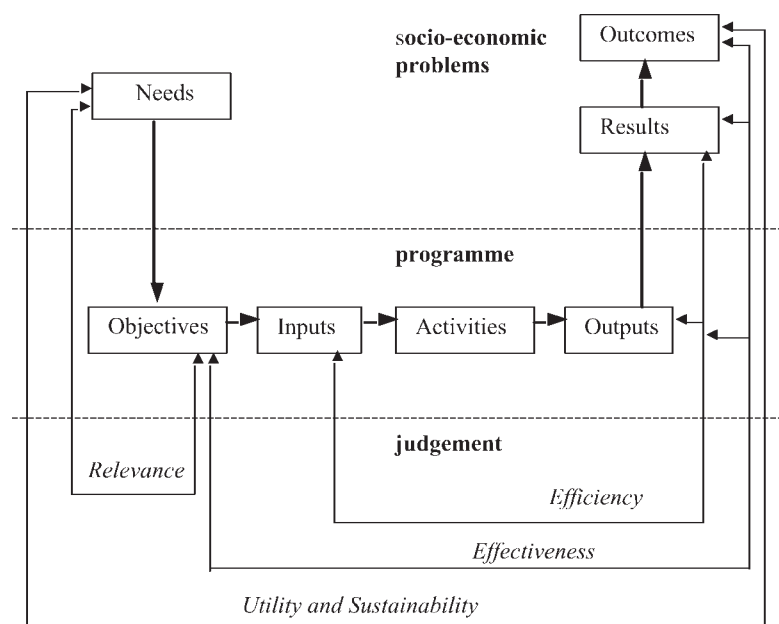 socio-economic
problems
Outcomes
Needs
Results
programme
Objectives
Inputs
Activities
Outputs
judgement
Relevance
Efficiency
Effectiveness
Utility and Sustainability